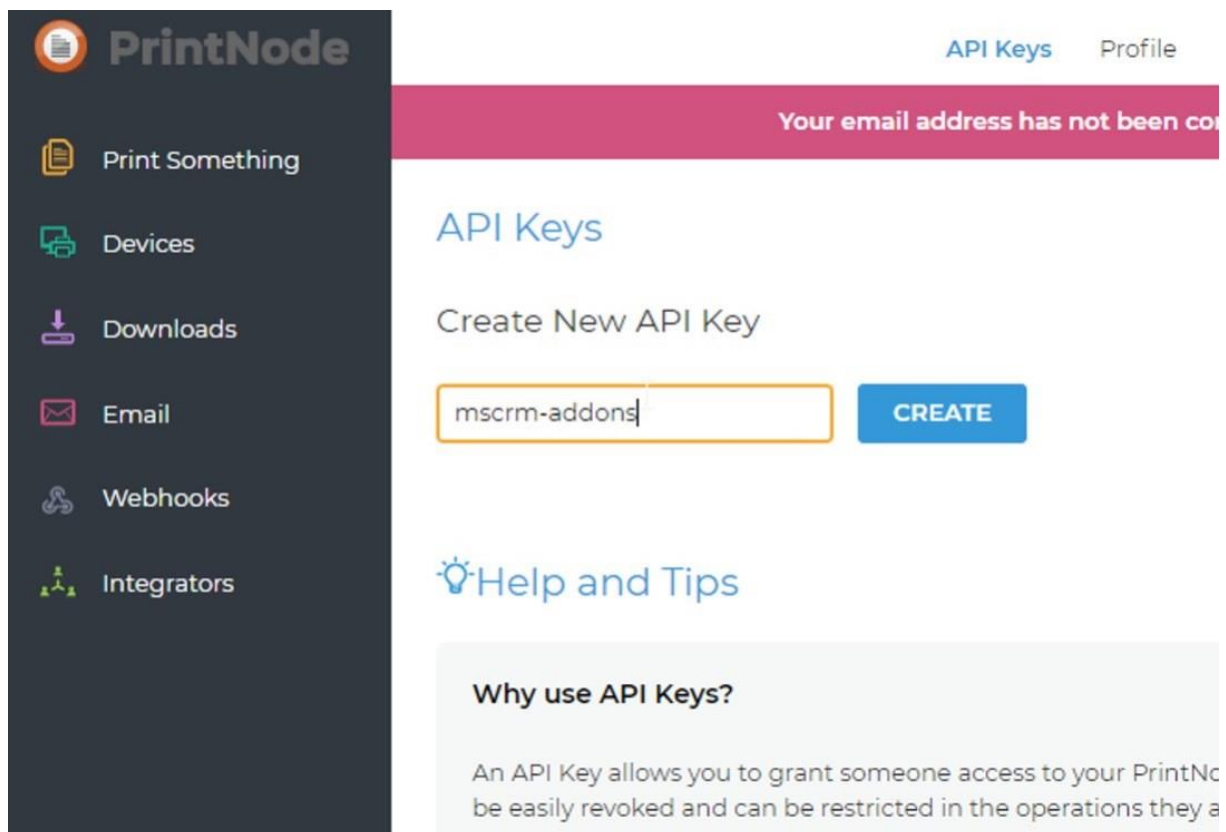 PrintNode
API Keys Profile
Your email address has not been
Print Something
Devices
Downloads
Email
Webhooks
Integrators
API Keys
Create New API Key
mscrm-addons
CREATE
Help and Tips
Why use API Keys?
An API Key allows you to grant someone access to your
be easily revoked and can be restricted in the operations they